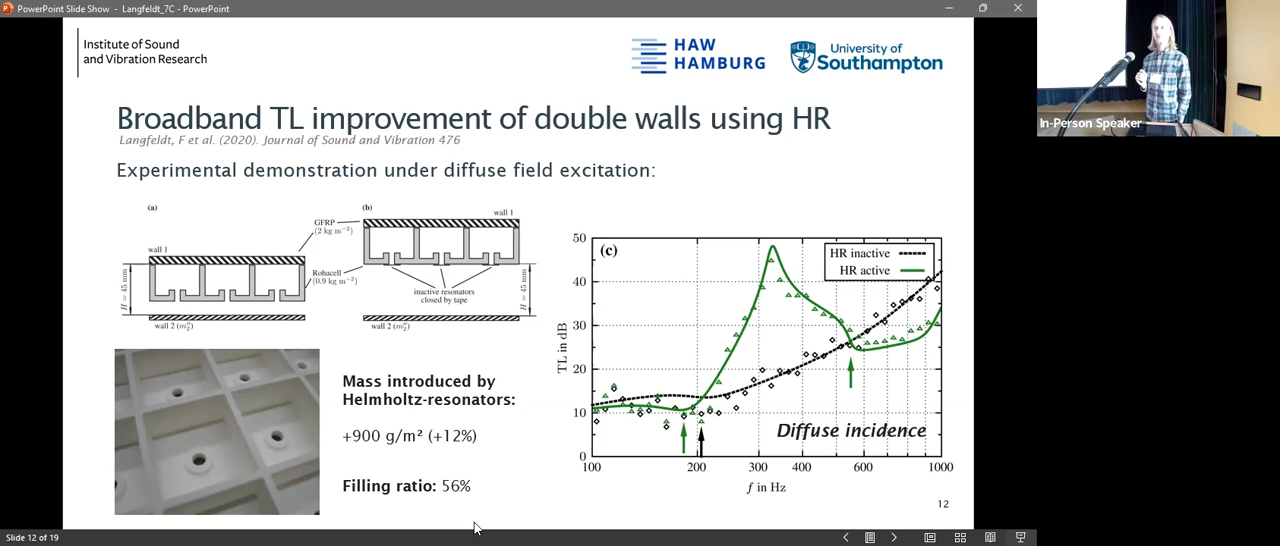 PowerPoint Slide Show - Langfeldt_7C - PowerPoint
Institute of Sound
and Vibration Research
HAW
HAMBURG
University of
Southampton
In-Person Speaker
Broadband TL improvement of double walls using HR
Langfeldt, F et al. (2020). Journal of Sound and Vibration 476
Experimental demonstration under diffuse field excitation:
(a)
wall 1
H = 45 mm
wall 2 (m″₂)
GFRP
(2 kg m⁻²)
Rohacell
(0.9 kg m⁻²)
(b)
wall 1
inactive resonators
closed by tape
H = 45 mm
wall 2 (m″₂)
Mass introduced by
Helmholtz-resonators:
+900 g/m² (+12%)
Filling ratio: 56%
(c)
HR inactive
HR active
TL in dB
50
40
30
20
10
0
Diffuse incidence
100 200 300 400 600 1000
f in Hz
12
Slide 12 of 19